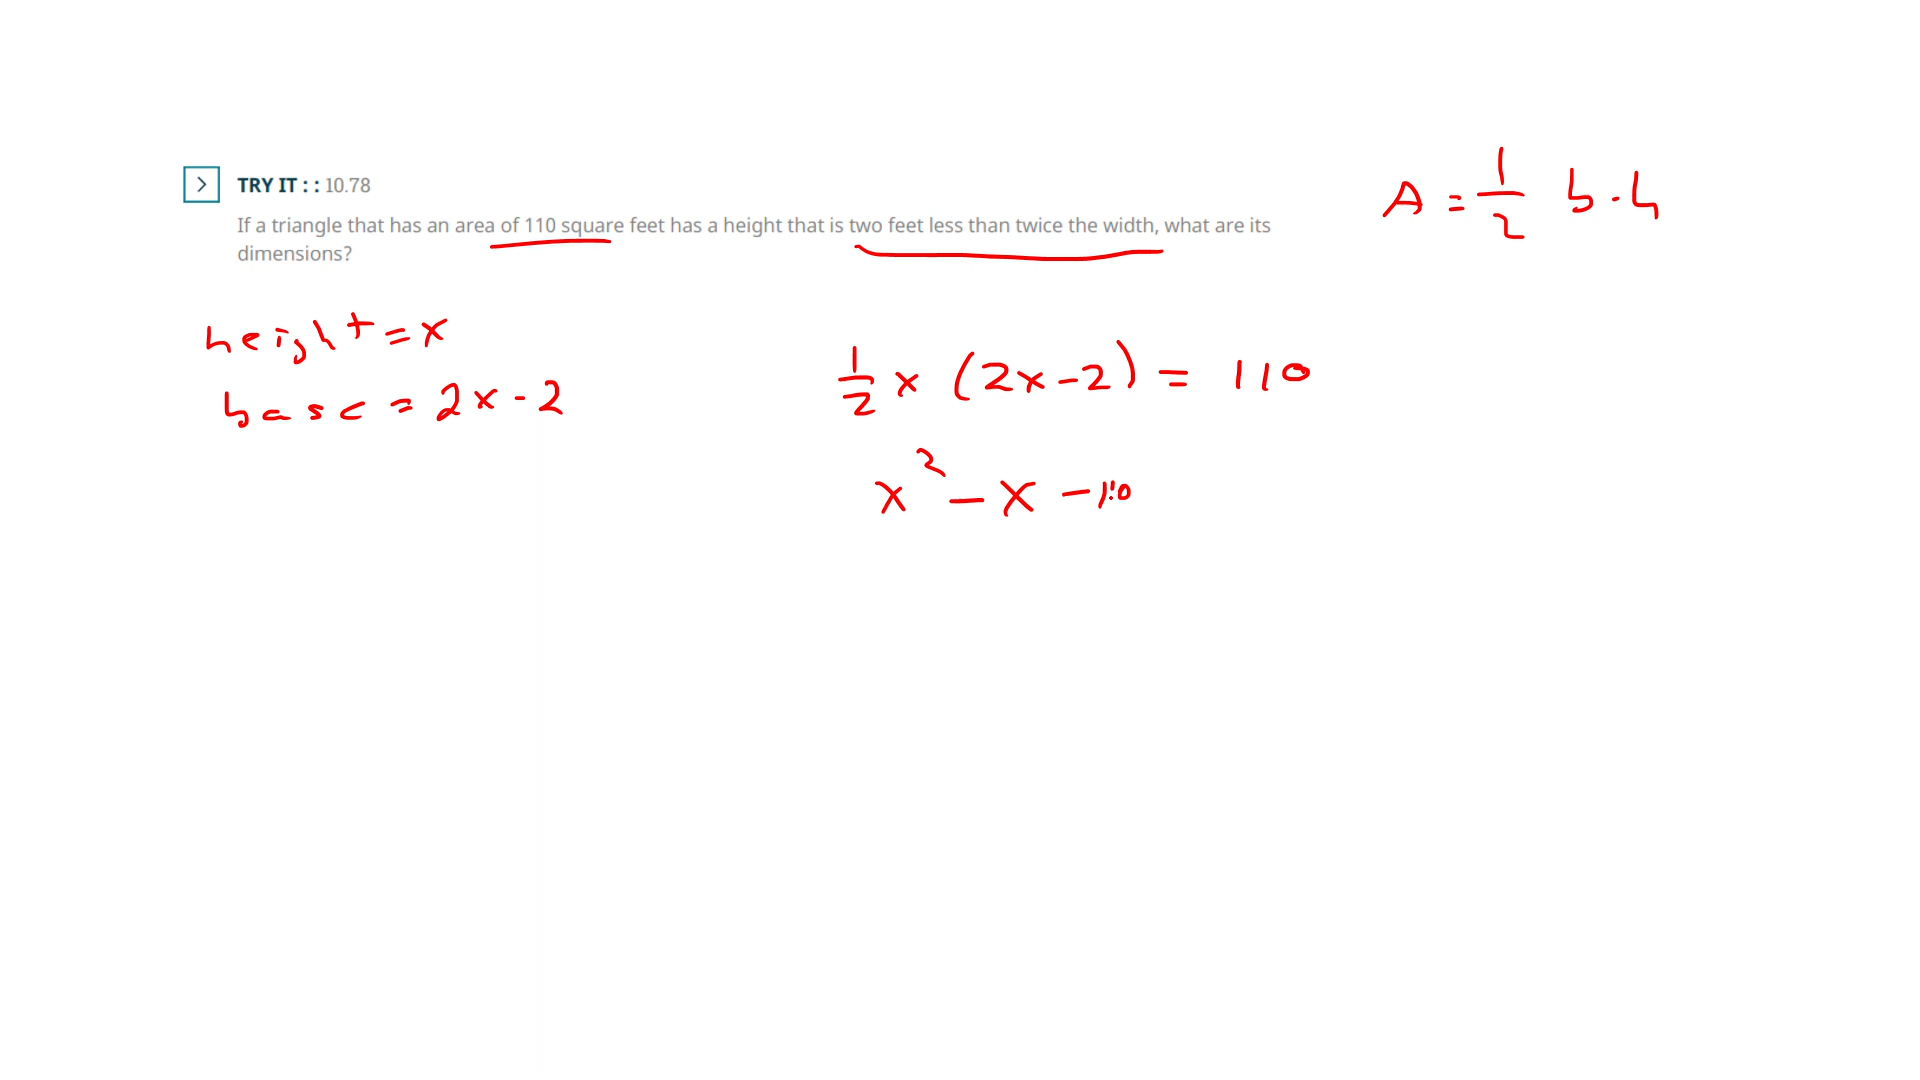 TRY IT : : 10.78
If a triangle that has an area of 110 square feet has a height that is two feet less than twice the width, what are its
dimensions?
A = 1/2 b · h
height = x
base = 2x - 2
1/2 x (2x - 2) = 110
x² - x - 110